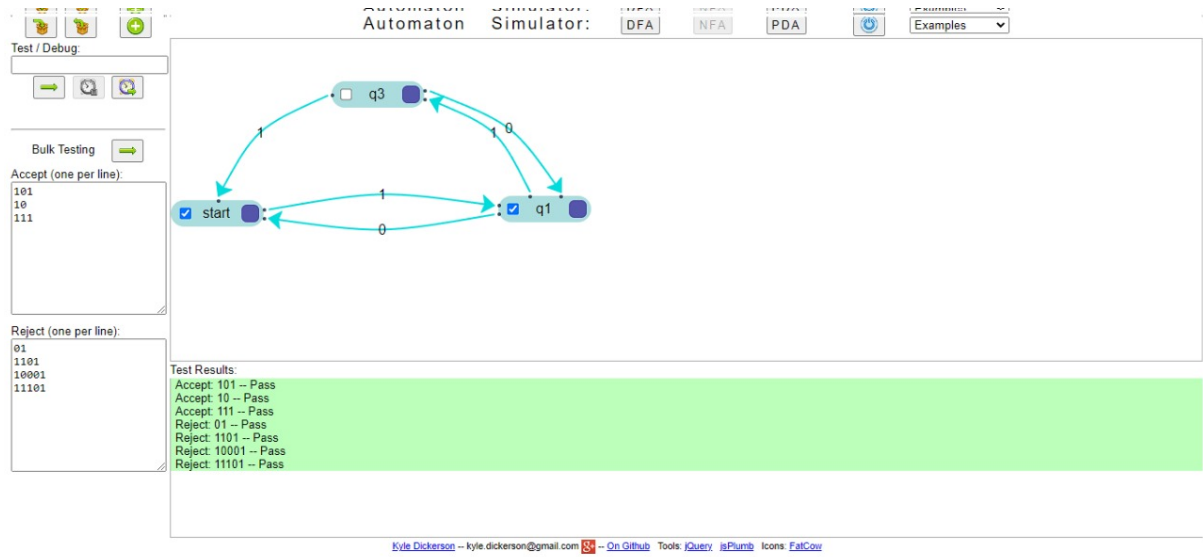 Automaton Simulator: DFA NFA PDA Examples
Test / Debug:
Bulk Testing
Accept (one per line):
101
10
111
Reject (one per line):
01
1101
10001
11101
q3
1
1 0
start
1
q1
0
Test Results:
Accept: 101 -- Pass
Accept: 10 -- Pass
Accept: 111 -- Pass
Reject: 01 -- Pass
Reject: 1101 -- Pass
Reject: 10001 -- Pass
Reject: 11101 -- Pass
Kyle Dickerson -- kyle.dickerson@gmail.com g+ -- On Github Tools: jQuery jsPlumb Icons: FatCow